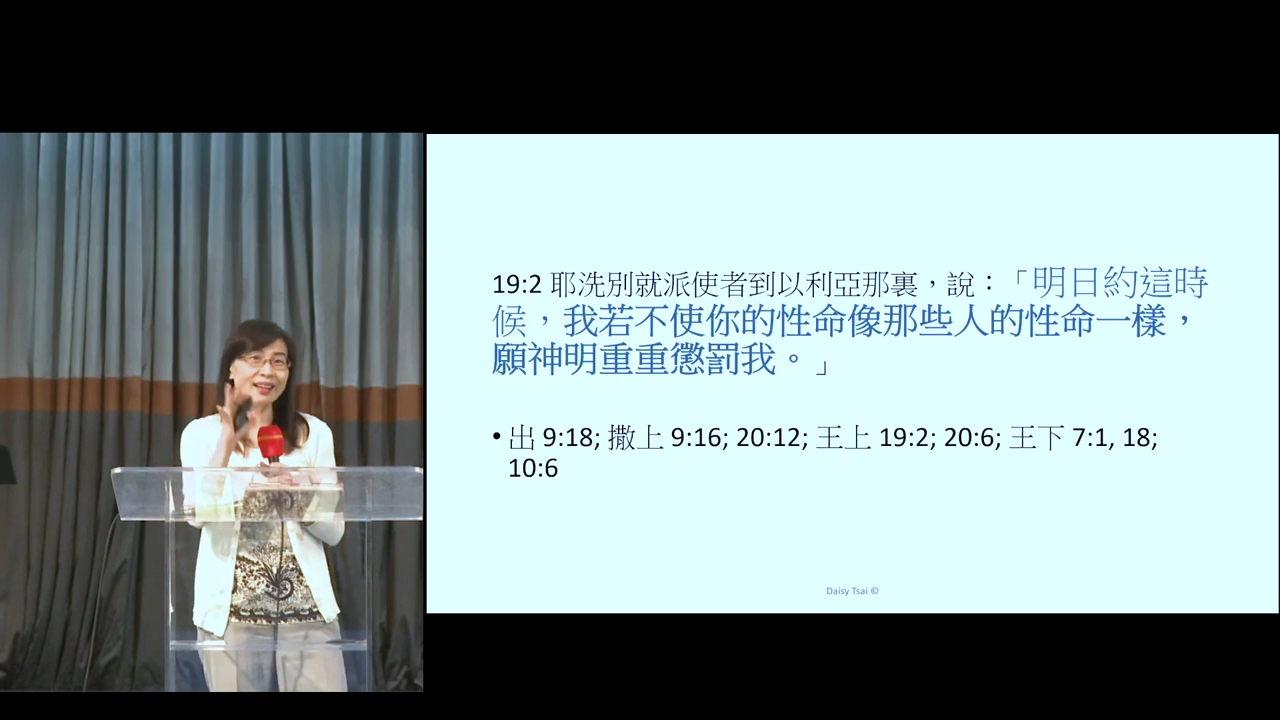 19:2 耶洗別就派使者到以利亞那裏，說：「明日約這時
候，我若不使你的性命像那些人的性命一樣，
願神明重重懲罰我。」
• 出 9:18; 撒上 9:16; 20:12; 王上 19:2; 20:6; 王下 7:1, 18;
10:6
Daisy Tsai ©